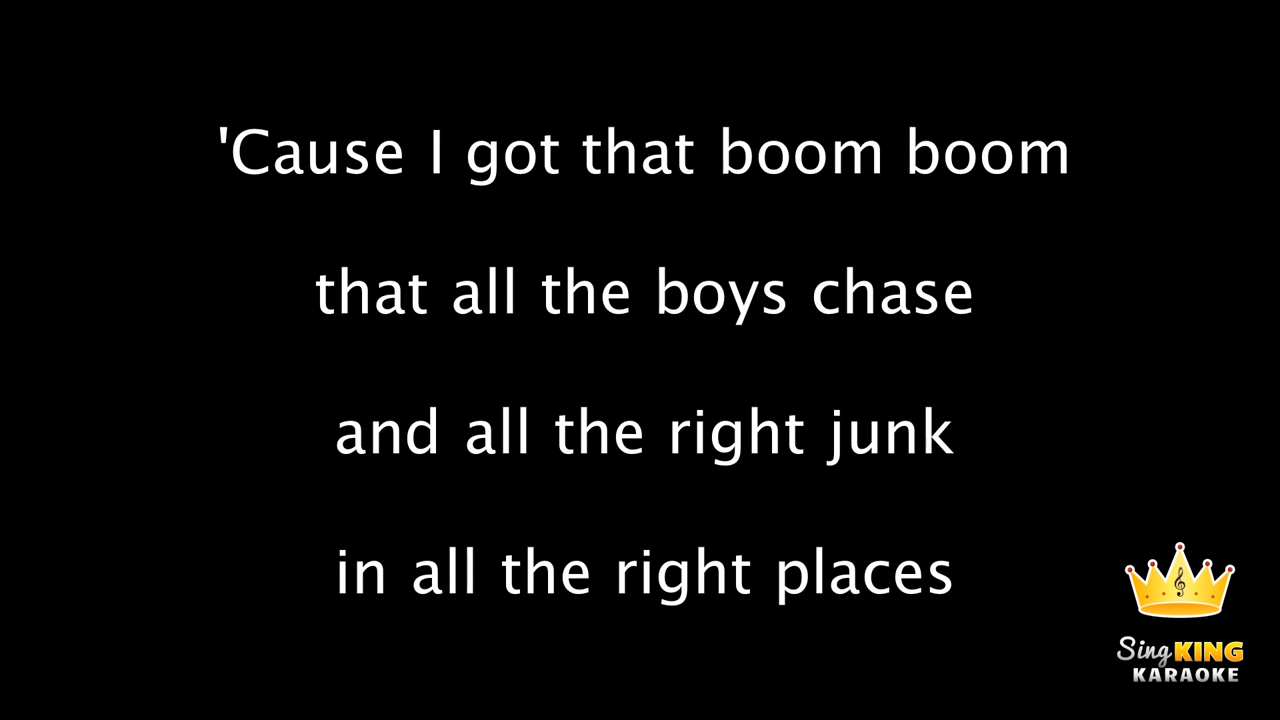 'Cause I got that boom boom
that all the boys chase
and all the right junk
in all the right places
Sing KING
KARAOKE